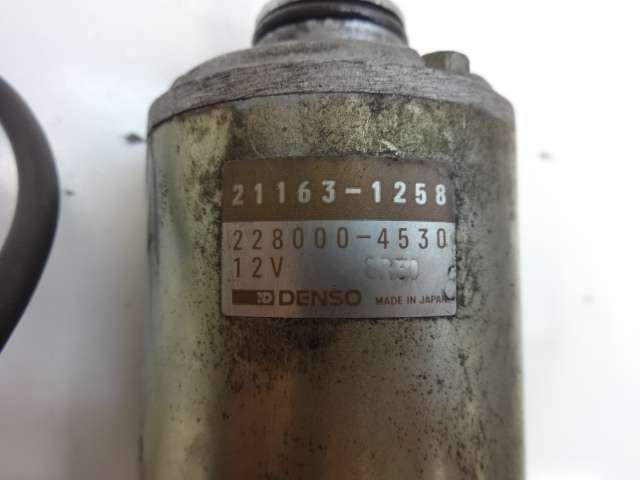 21163-1258
228000-4530
12V
DENSO MADE IN JAPAN